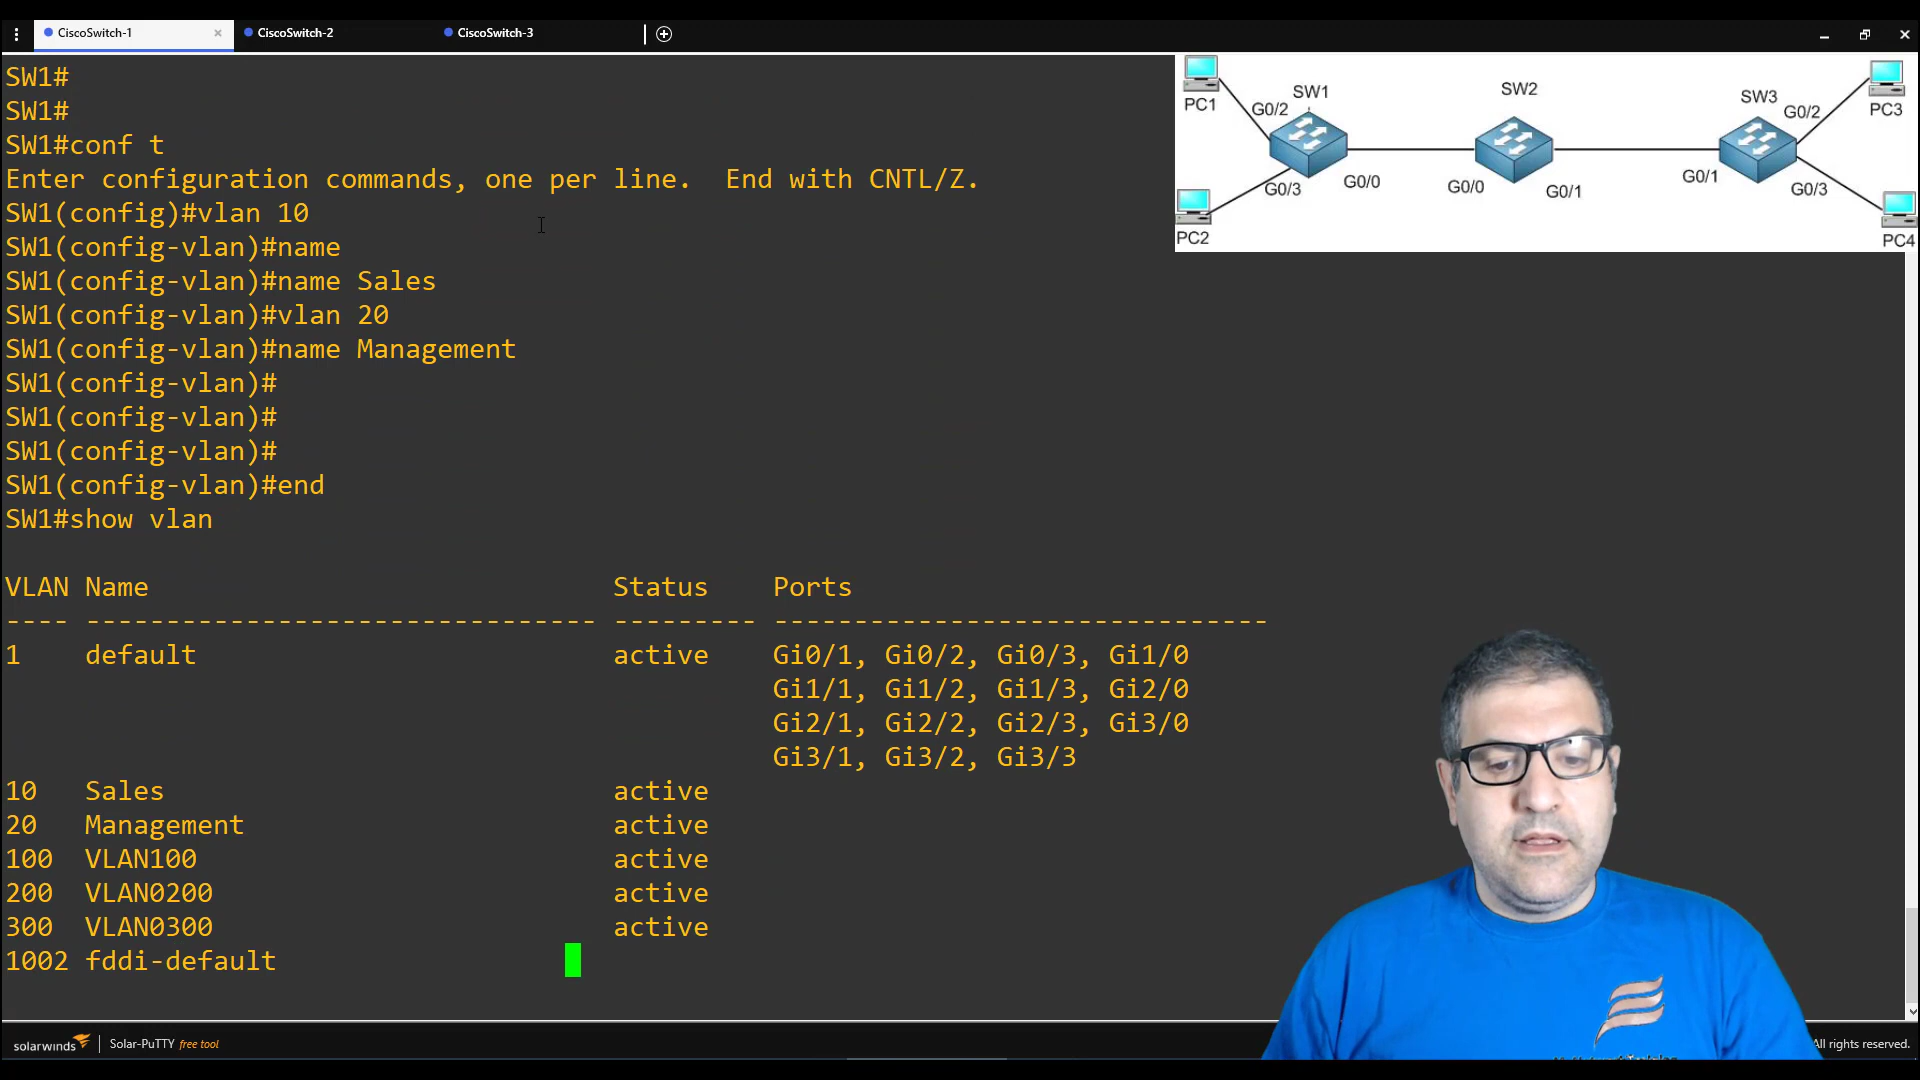 CiscoSwitch-1 × CiscoSwitch-2 CiscoSwitch-3
SW1#
SW1#
SW1#conf t
Enter configuration commands, one per line.  End with CNTL/Z.
SW1(config)#vlan 10
SW1(config-vlan)#name
SW1(config-vlan)#name Sales
SW1(config-vlan)#vlan 20
SW1(config-vlan)#name Management
SW1(config-vlan)#
SW1(config-vlan)#
SW1(config-vlan)#
SW1(config-vlan)#end
SW1#show vlan
VLAN Name                             Status    Ports
---- -------------------------------- --------- -------------------------------
1    default                          active    Gi0/1, Gi0/2, Gi0/3, Gi1/0
                                                Gi1/1, Gi1/2, Gi1/3, Gi2/0
                                                Gi2/1, Gi2/2, Gi2/3, Gi3/0
                                                Gi3/1, Gi3/2, Gi3/3
10   Sales                            active
20   Management                       active
100  VLAN100                          active
200  VLAN0200                         active
300  VLAN0300                         active
1002 fddi-default
PC1
G0/2
SW1
SW2
SW3
G0/2
PC3
G0/3
G0/0
G0/0
G0/1
G0/1
G0/3
PC2
PC4
solarwinds Solar-PuTTY free tool
All rights reserved.